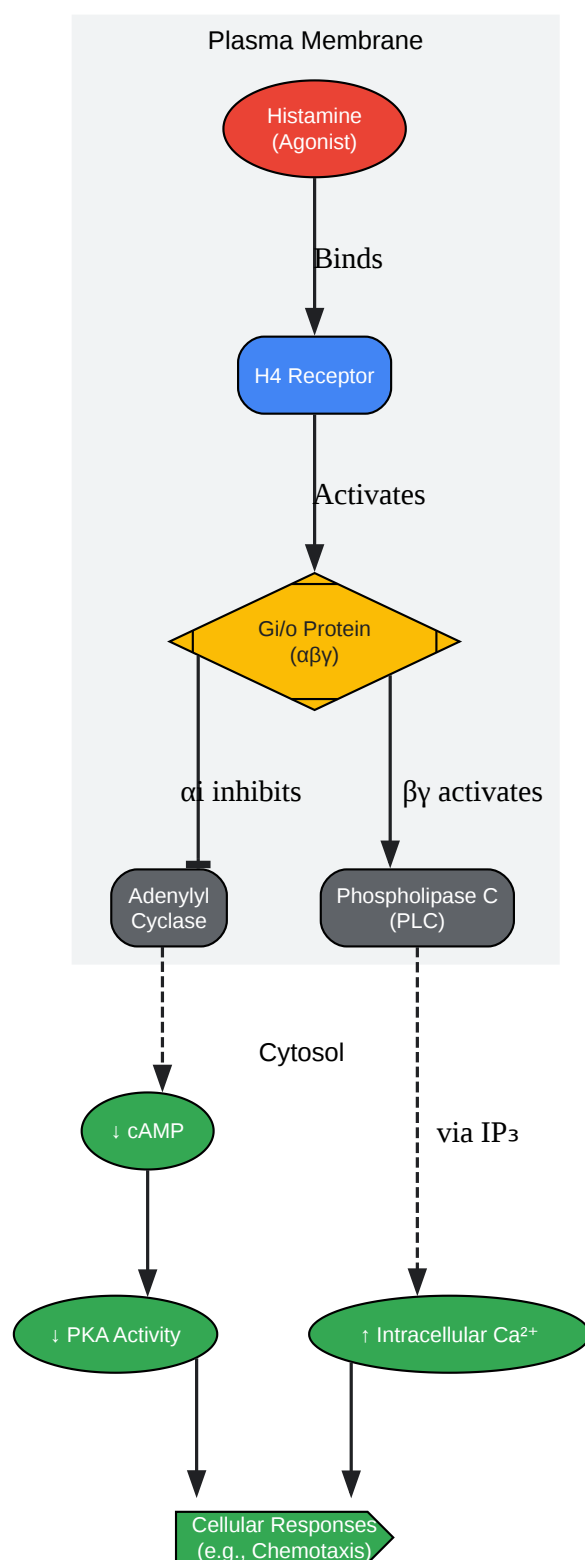 Plasma Membrane
Histamine
(Agonist)
Binds
H4 Receptor
Activates
Gi/o Protein
(αβγ)
αi inhibits
βγ activates
Adenylyl
Cyclase
Phospholipase C
(PLC)
Cytosol
↓ cAMP
via IP₃
↓ PKA Activity
↑ Intracellular Ca²⁺
Cellular Responses
(e.g., Chemotaxis)